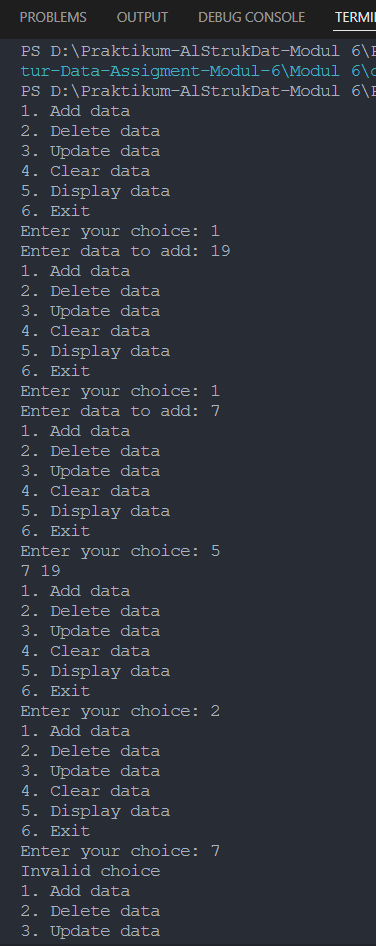 PROBLEMS OUTPUT DEBUG CONSOLE
PS D:\Praktikum-AlStrukDat-Modul 6\
tur-Data-Assigment-Modul-6\Modul 6\
PS D:\Praktikum-AlStrukDat-Modul 6\
1. Add data
2. Delete data
3. Update data
4. Clear data
5. Display data
6. Exit
Enter your choice: 1
Enter data to add: 19
1. Add data
2. Delete data
3. Update data
4. Clear data
5. Display data
6. Exit
Enter your choice: 1
Enter data to add: 7
1. Add data
2. Delete data
3. Update data
4. Clear data
5. Display data
6. Exit
Enter your choice: 5
7 19
1. Add data
2. Delete data
3. Update data
4. Clear data
5. Display data
6. Exit
Enter your choice: 2
1. Add data
2. Delete data
3. Update data
4. Clear data
5. Display data
6. Exit
Enter your choice: 7
Invalid choice
1. Add data
2. Delete data
3. Update data